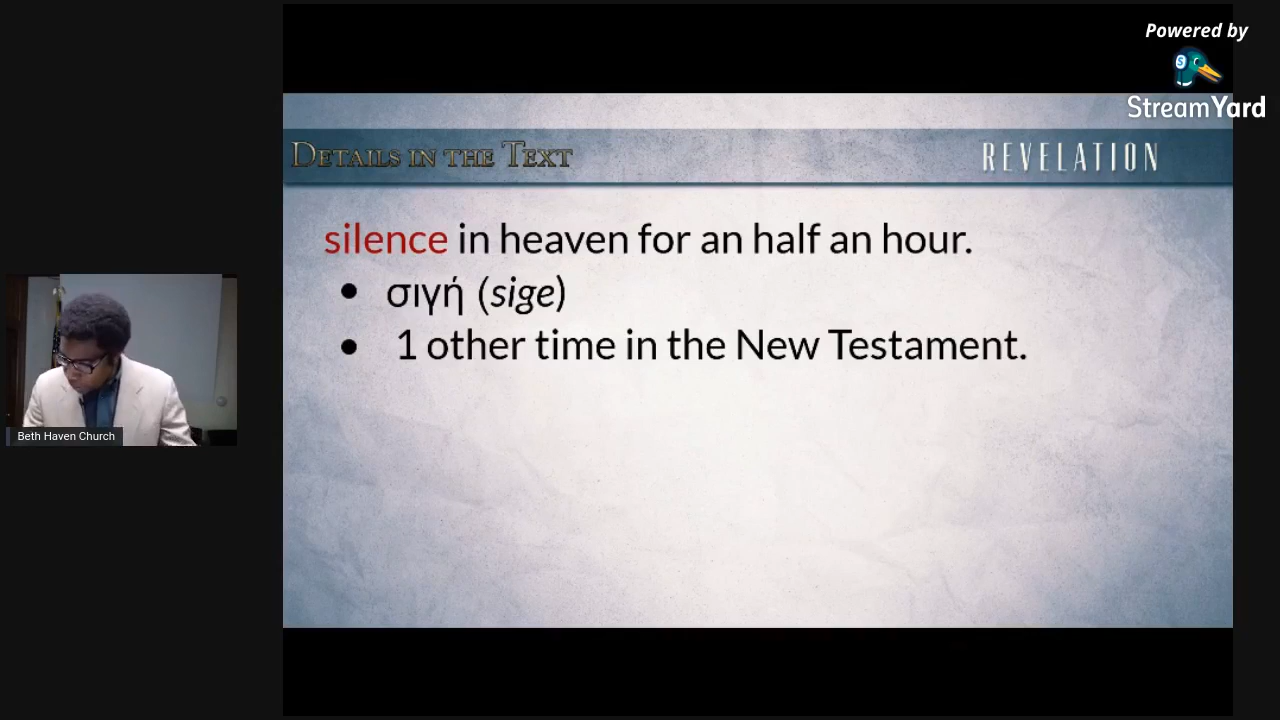 Powered by
StreamYard
DETAILS IN THE TEXT
REVELATION
silence in heaven for an half an hour.
• σιγή (sige)
• 1 other time in the New Testament.
Beth Haven Church